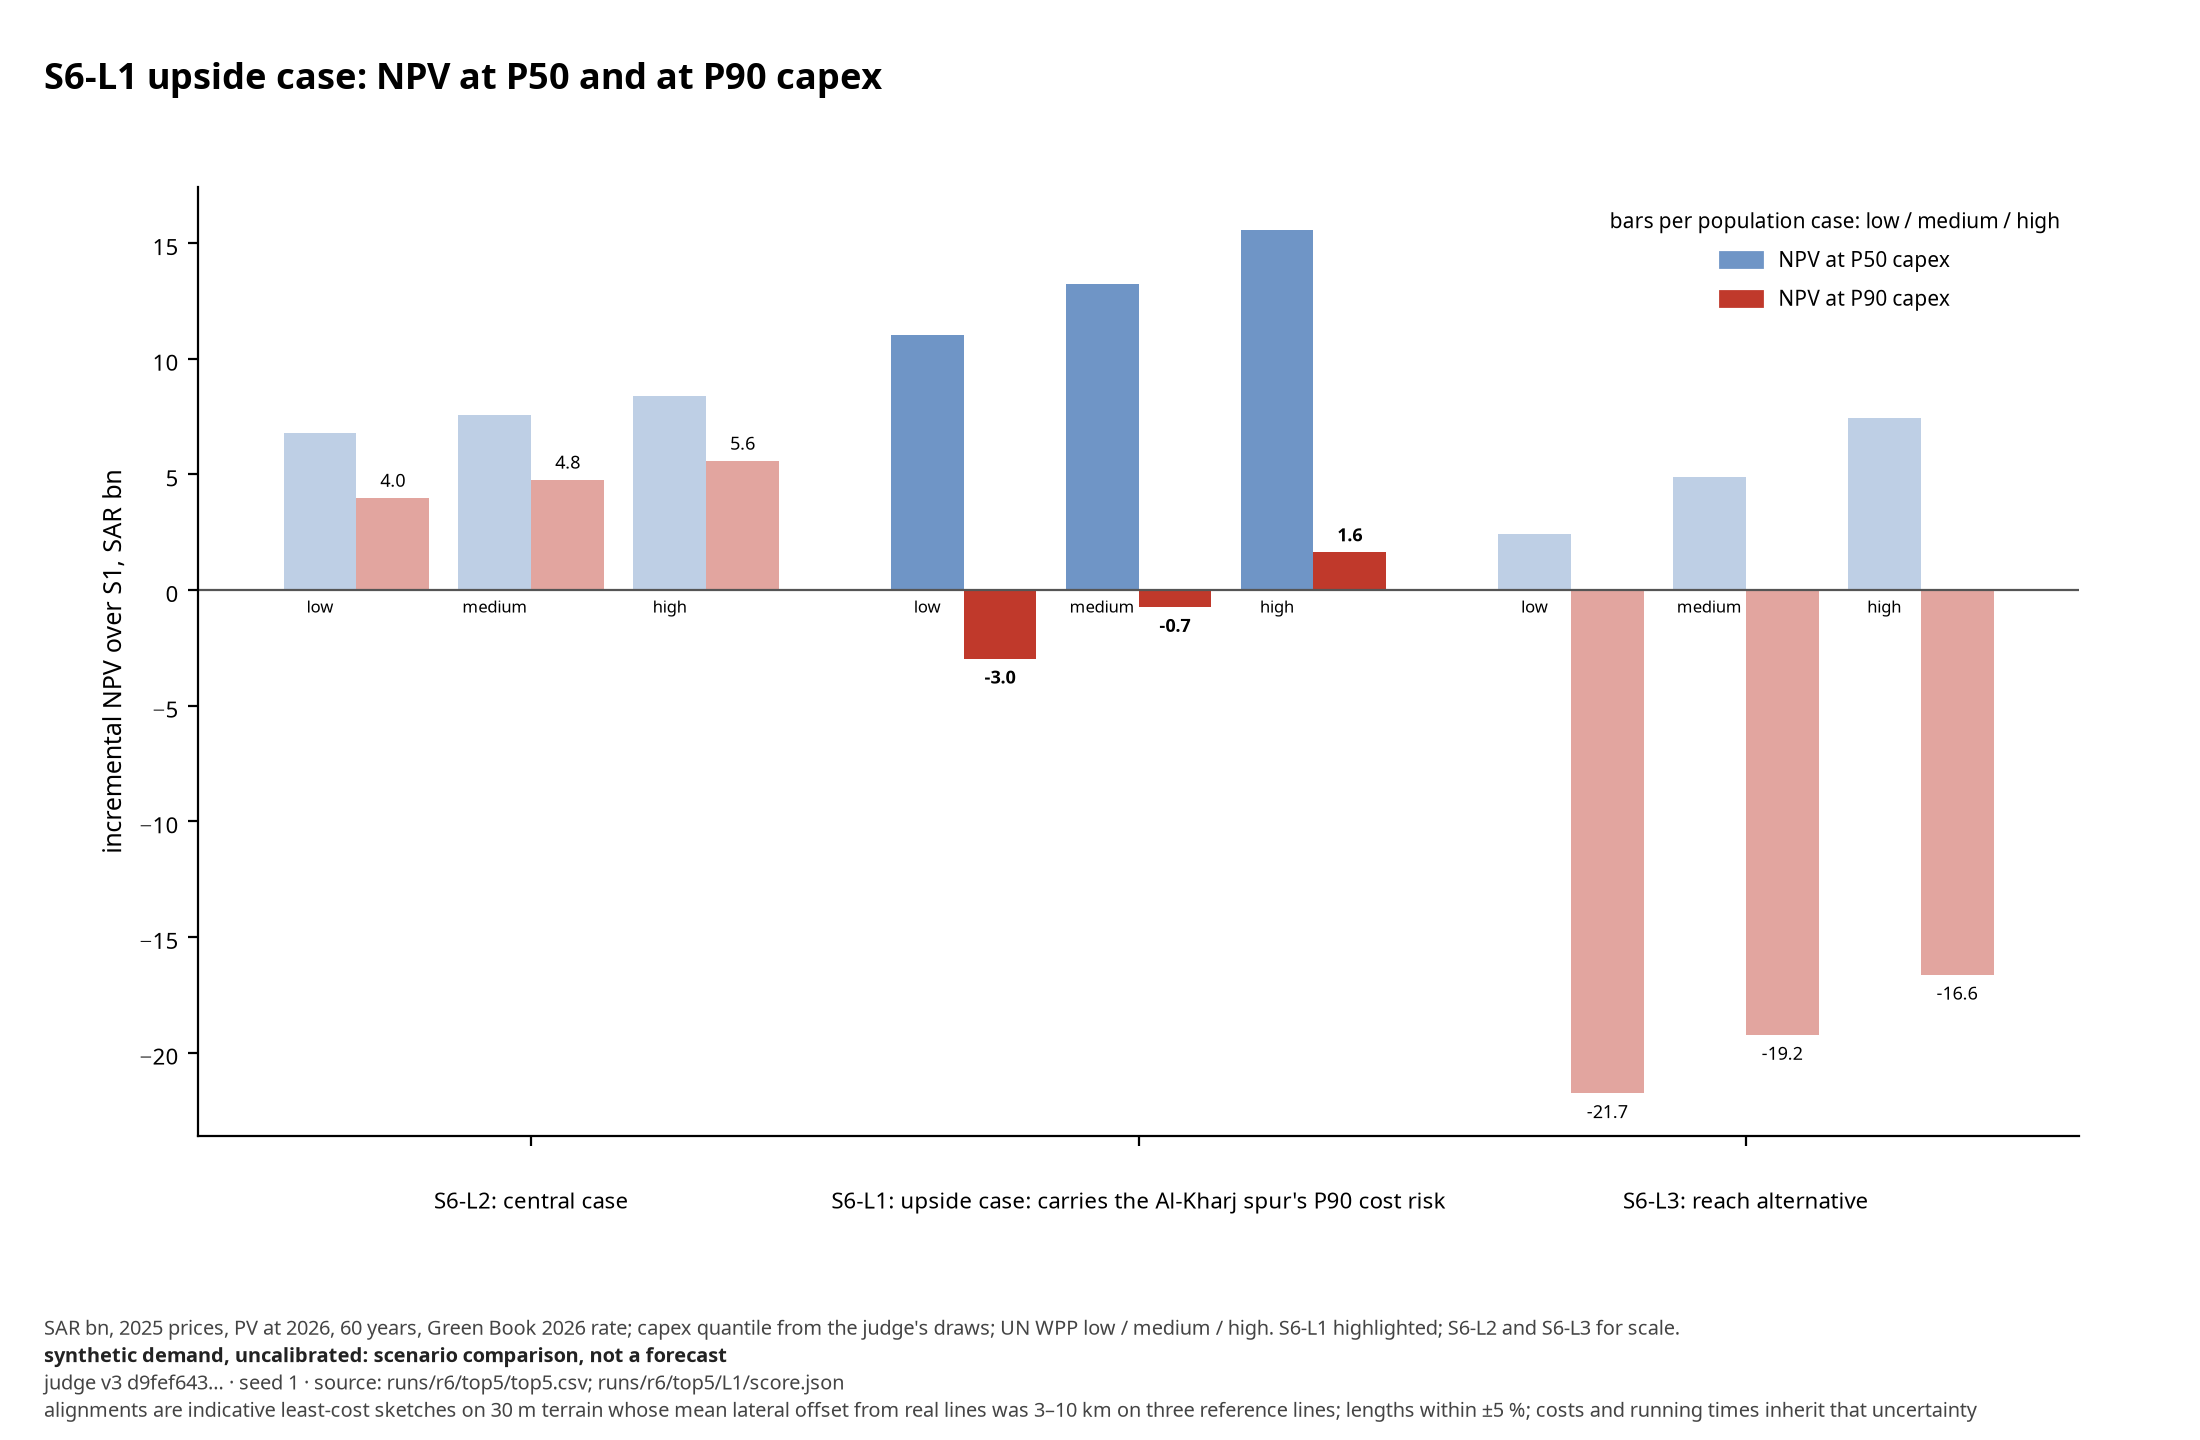 S6-L1 upside case: NPV at P50 and at P90 capex
bars per population case: low / medium / high
NPV at P50 capex
NPV at P90 capex
incremental NPV over S1, SAR bn
15
10
5
0
−5
−10
−15
−20
4.0
4.8
5.6
-3.0
-0.7
1.6
-21.7
-19.2
-16.6
low
medium
high
low
medium
high
low
medium
high
S6-L2: central case
S6-L1: upside case: carries the Al-Kharj spur's P90 cost risk
S6-L3: reach alternative
SAR bn, 2025 prices, PV at 2026, 60 years, Green Book 2026 rate; capex quantile from the judge's draws; UN WPP low / medium / high. S6-L1 highlighted; S6-L2 and S6-L3 for scale.
synthetic demand, uncalibrated: scenario comparison, not a forecast
judge v3 d9fef643... · seed 1 · source: runs/r6/top5/top5.csv; runs/r6/top5/L1/score.json
alignments are indicative least-cost sketches on 30 m terrain whose mean lateral offset from real lines was 3–10 km on three reference lines; lengths within ±5 %; costs and running times inherit that uncertainty